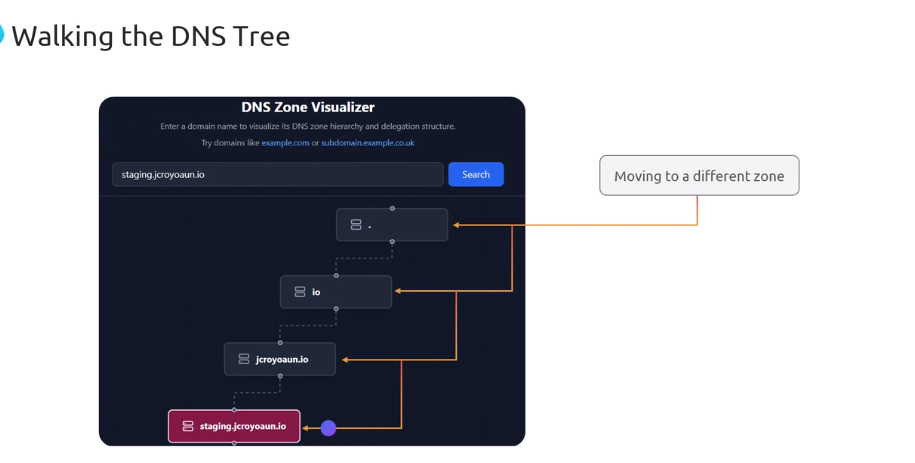 Walking the DNS Tree
DNS Zone Visualizer
Enter a domain name to visualize its DNS zone hierarchy and delegation structure.
Try domains like example.com or subdomain.example.co.uk
staging.jcroyoaun.io
Search
Moving to a different zone
.
io
jcroyoaun.io
staging.jcroyoaun.io